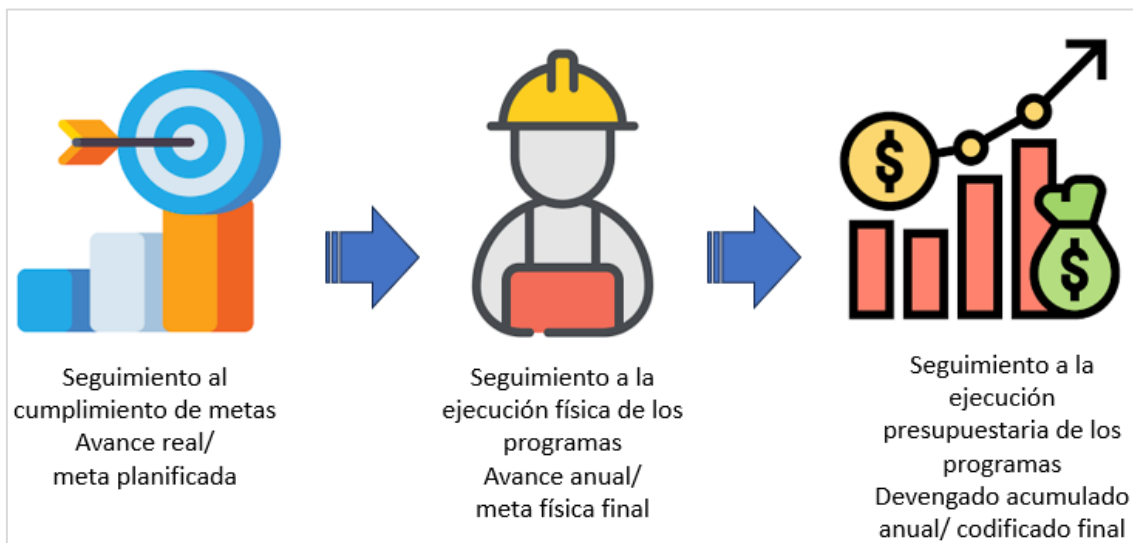 $
$
Seguimiento al
cumplimiento de metas
Avance real/
meta planificada
Seguimiento a la
ejecución física de los
programas
Avance anual/
meta física final
Seguimiento a la
ejecución
presupuestaria de los
programas
Devengado acumulado
anual/ codificado final